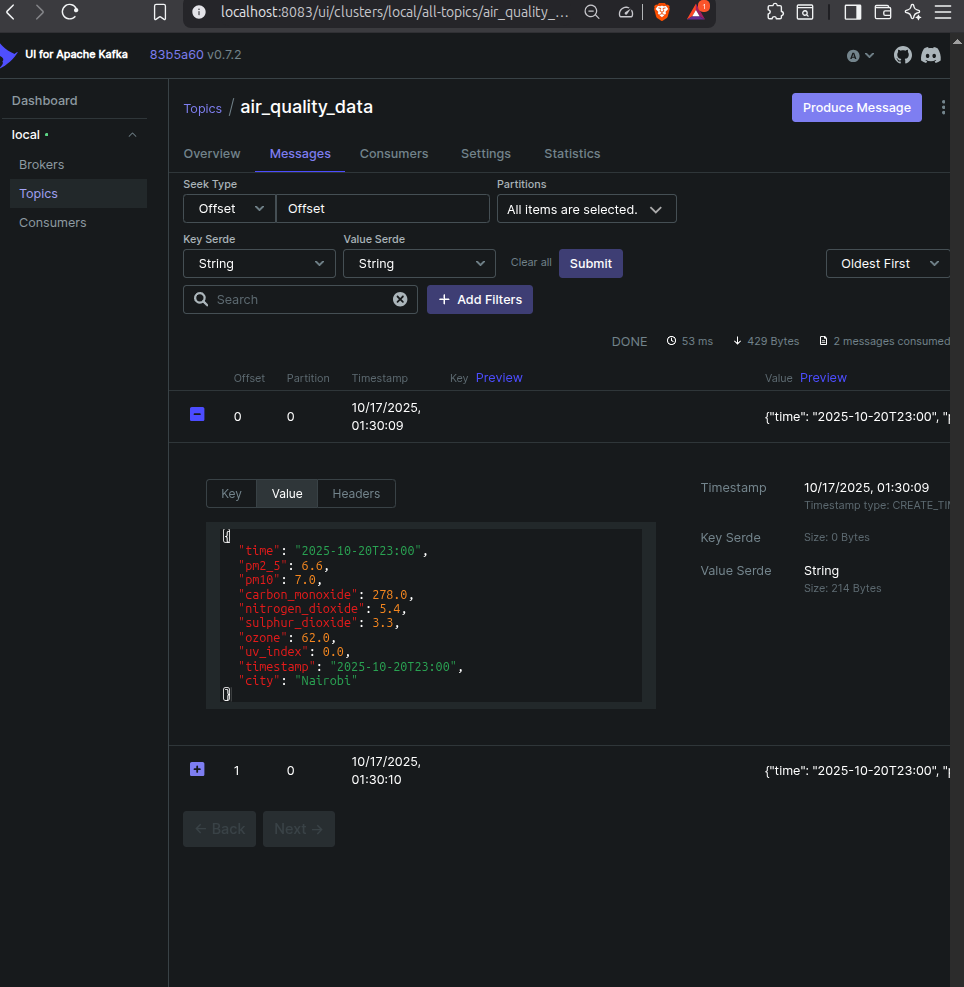 localhost:8083/ui/clusters/local/all-topics/air_quality_...
1
UI for Apache Kafka 83b5a60 v0.7.2
A
Dashboard
local
Brokers
Topics
Consumers
Topics / air_quality_data
Produce Message
Overview Messages Consumers Settings Statistics
Seek Type
Partitions
Offset Offset
All items are selected.
Key Serde
Value Serde
String
String
Clear all
Submit
Oldest First
Search
+ Add Filters
DONE 53 ms 429 Bytes 2 messages consumed
Offset Partition Timestamp Key Preview Value Preview
0 0 10/17/2025,
01:30:09
{"time": "2025-10-20T23:00", "p
Key Value Headers
{
"time": "2025-10-20T23:00",
"pm2_5": 6.6,
"pm10": 7.0,
"carbon_monoxide": 278.0,
"nitrogen_dioxide": 5.4,
"sulphur_dioxide": 3.3,
"ozone": 62.0,
"uv_index": 0.0,
"timestamp": "2025-10-20T23:00",
"city": "Nairobi"
}
Timestamp 10/17/2025, 01:30:09
Timestamp type: CREATE_TI
Key Serde Size: 0 Bytes
Value Serde String
Size: 214 Bytes
1 0 10/17/2025,
01:30:10
{"time": "2025-10-20T23:00", "p
← Back Next →